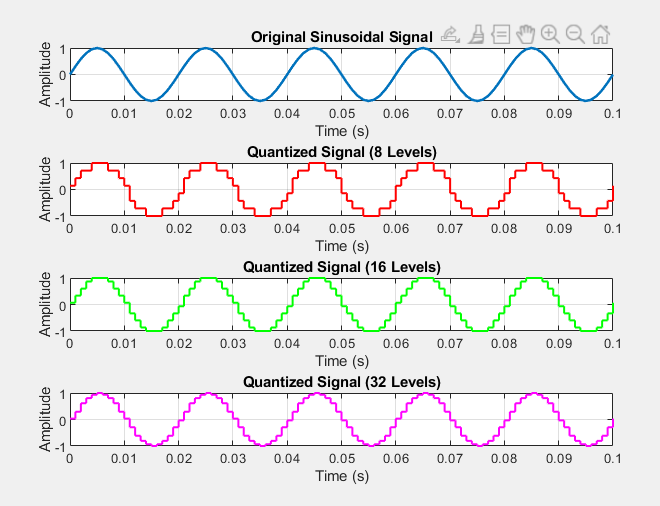 Original Sinusoidal Signal
Amplitude
1
0
-1
0 0.01 0.02 0.03 0.04 0.05 0.06 0.07 0.08 0.09 0.1
Time (s)
Quantized Signal (8 Levels)
Amplitude
1
0
-1
0 0.01 0.02 0.03 0.04 0.05 0.06 0.07 0.08 0.09 0.1
Time (s)
Quantized Signal (16 Levels)
Amplitude
1
0
-1
0 0.01 0.02 0.03 0.04 0.05 0.06 0.07 0.08 0.09 0.1
Time (s)
Quantized Signal (32 Levels)
Amplitude
1
0
-1
0 0.01 0.02 0.03 0.04 0.05 0.06 0.07 0.08 0.09 0.1
Time (s)